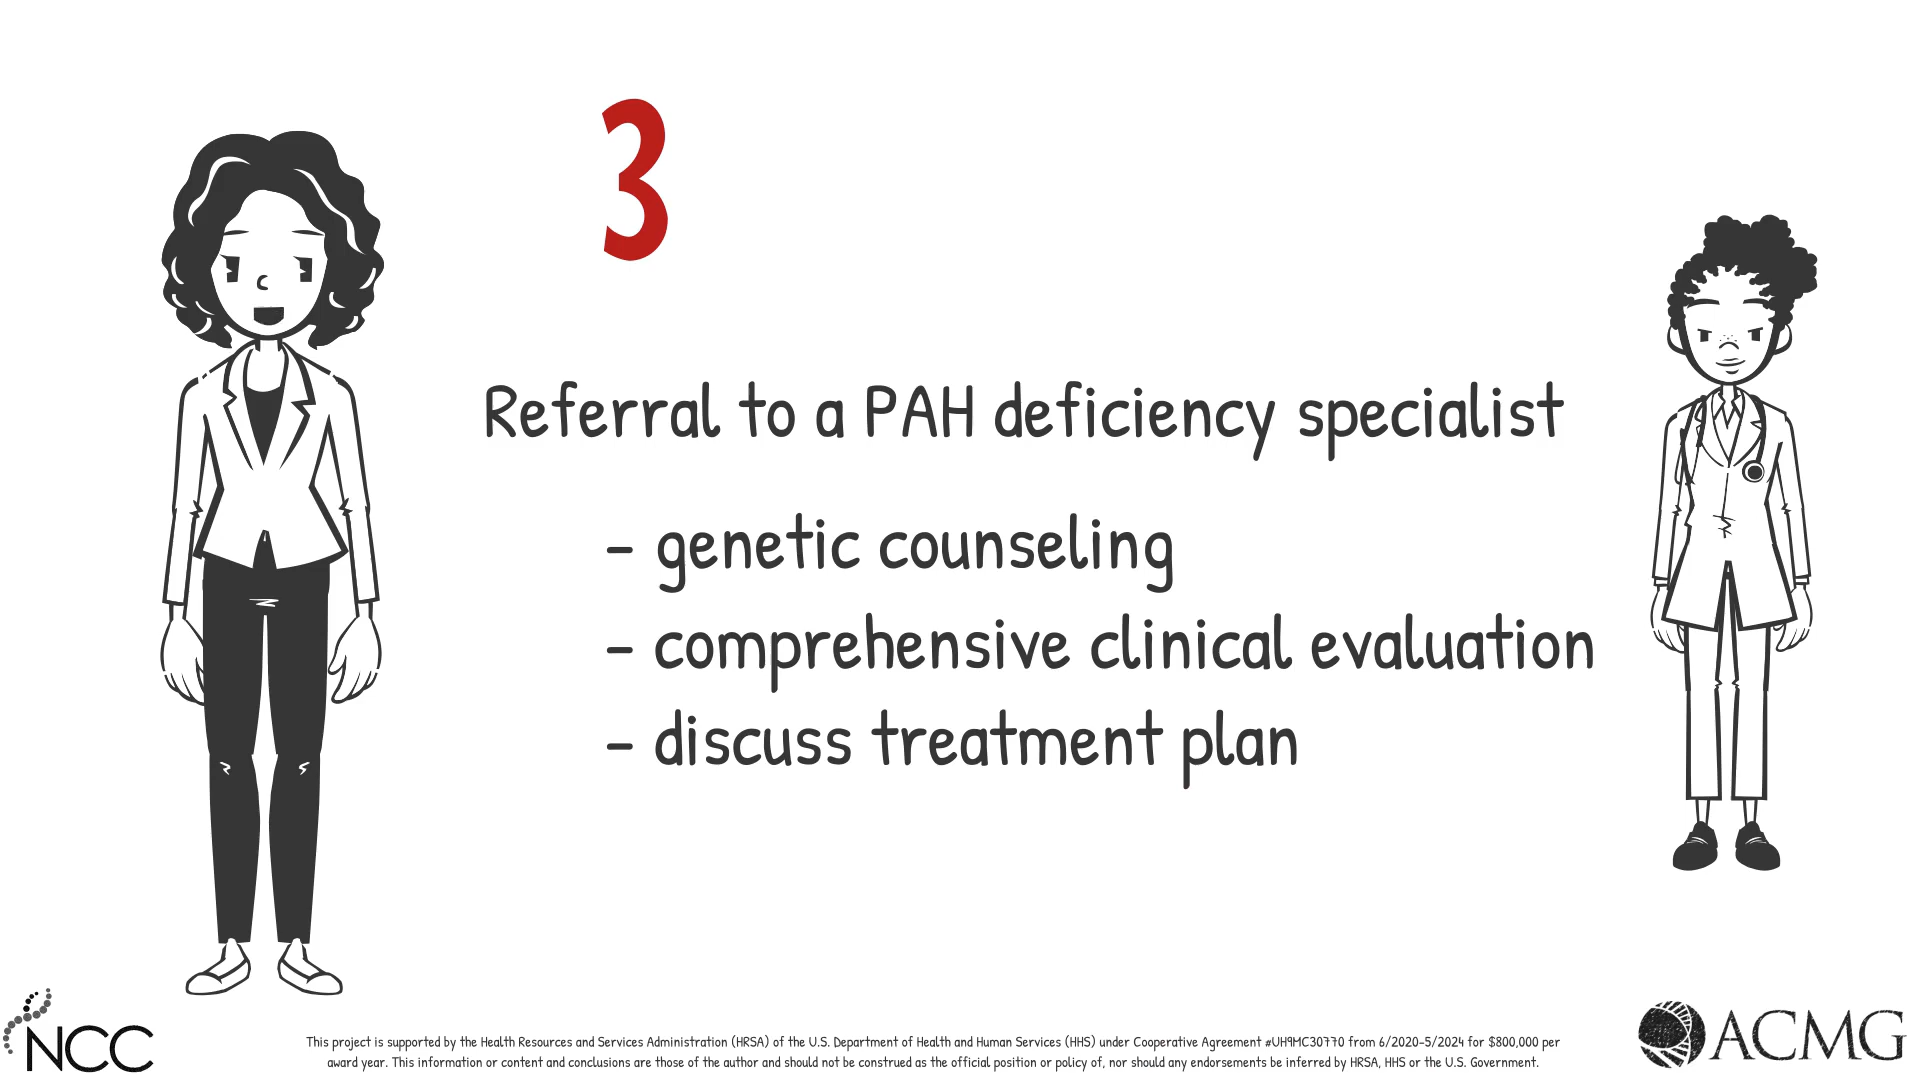 3
Referral to a PAH deficiency specialist
- genetic counseling
- comprehensive clinical evaluation
- discuss treatment plan
NCC
This project is supported by the Health Resources and Services Administration (HRSA) of the U.S. Department of Health and Human Services (HHS) under Cooperative Agreement #UH9MC30770 from 6/2020-5/2024 for $800,000 per
award year. This information or content and conclusions are those of the author and should not be construed as the official position or policy of, nor should any endorsements be inferred by HRSA, HHS or the U.S. Government.
ACMG